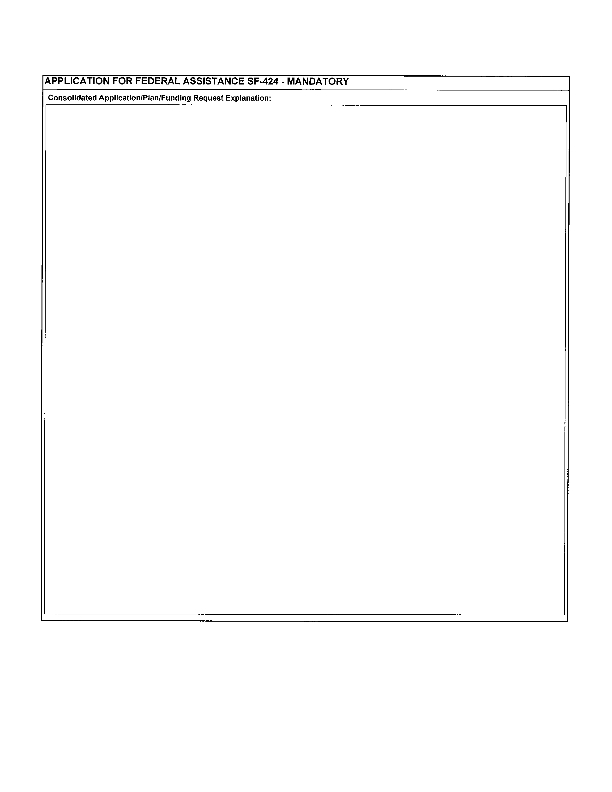 APPLICATION FOR FEDERAL ASSISTANCE SF-424 - MANDATORY
Consolidated Application/Plan/Funding Request Explanation: